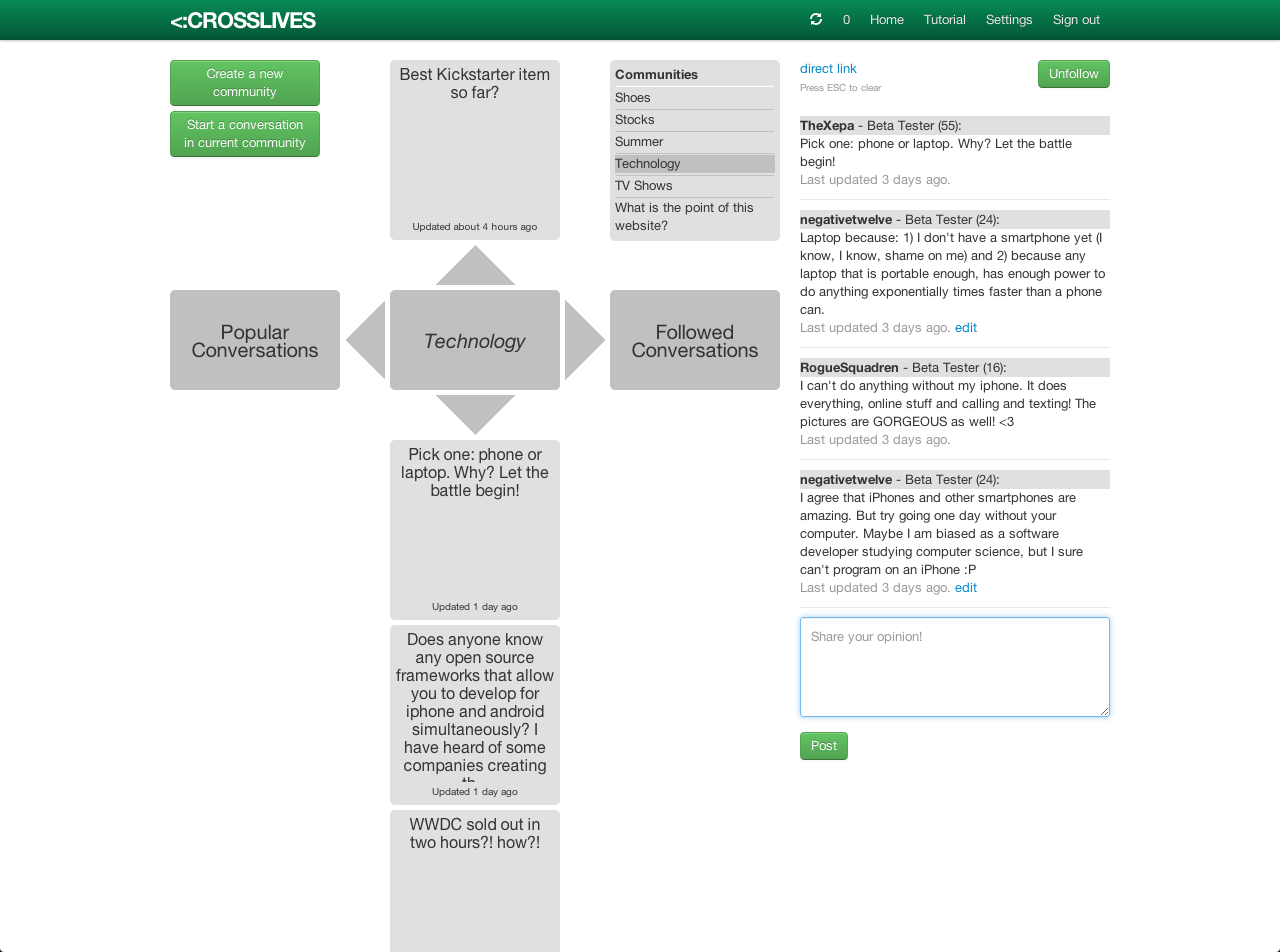 <:CROSSLIVES
0 Home Tutorial Settings Sign out
Create a new
community
Start a conversation
in current community
Best Kickstarter item
so far?
Updated about 4 hours ago
Communities
Shoes
Stocks
Summer
Technology
TV Shows
What is the point of this
website?
Popular
Conversations
Technology
Followed
Conversations
Pick one: phone or
laptop. Why? Let the
battle begin!
Updated 1 day ago
Does anyone know
any open source
frameworks that allow
you to develop for
iphone and android
simultaneously? I
have heard of some
companies creating
Updated 1 day ago
WWDC sold out in
two hours?! how?!
direct link
Unfollow
Press ESC to clear
TheXepa - Beta Tester (55):
Pick one: phone or laptop. Why? Let the battle
begin!
Last updated 3 days ago.
negativetwelve - Beta Tester (24):
Laptop because: 1) I don't have a smartphone yet (I
know, I know, shame on me) and 2) because any
laptop that is portable enough, has enough power to
do anything exponentially times faster than a phone
can.
Last updated 3 days ago. edit
RogueSquadren - Beta Tester (16):
I can't do anything without my iphone. It does
everything, online stuff and calling and texting! The
pictures are GORGEOUS as well! <3
Last updated 3 days ago.
negativetwelve - Beta Tester (24):
I agree that iPhones and other smartphones are
amazing. But try going one day without your
computer. Maybe I am biased as a software
developer studying computer science, but I sure
can't program on an iPhone :P
Last updated 3 days ago. edit
Share your opinion!
Post